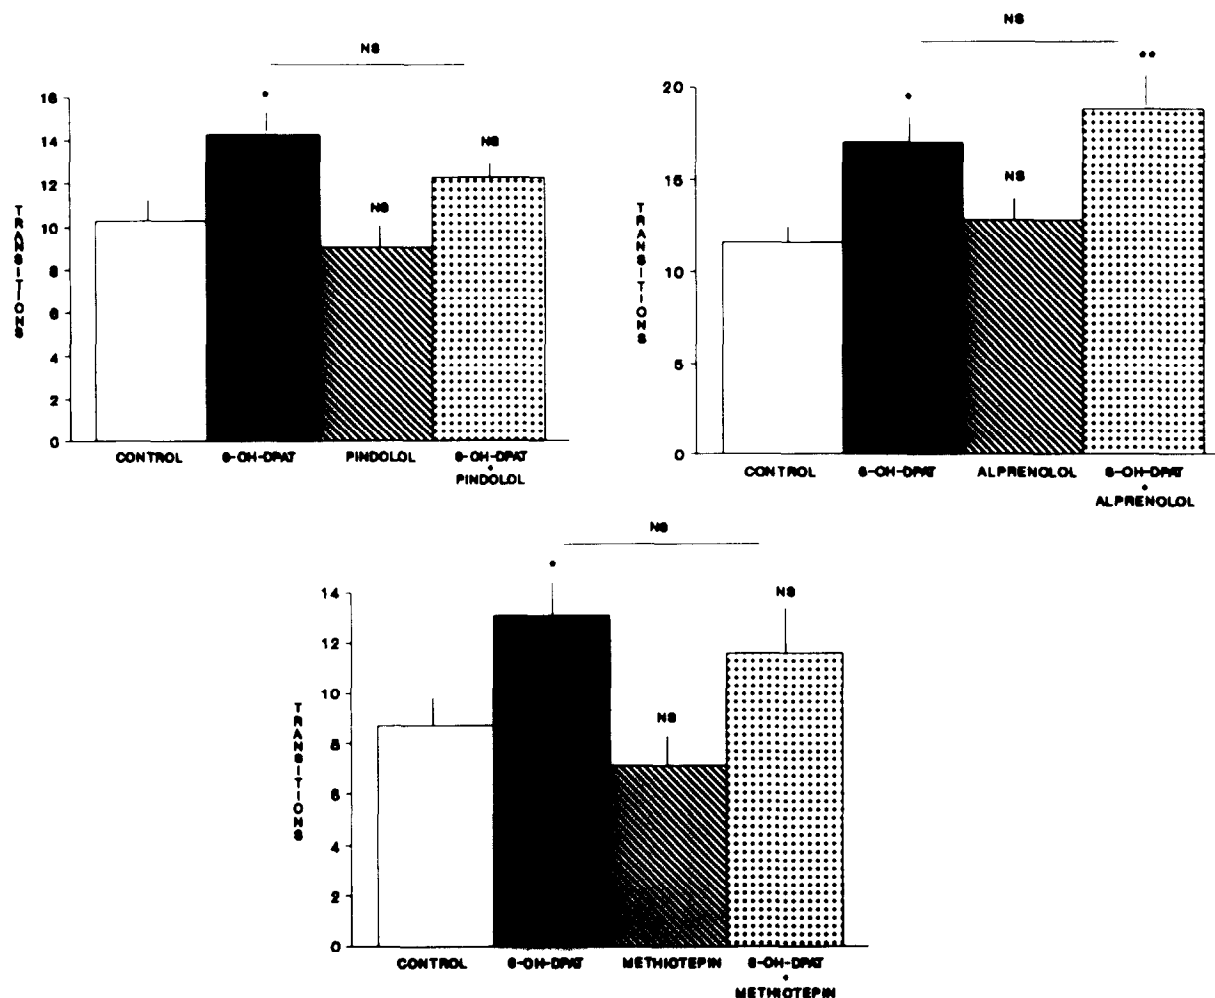 NS
*
NS
NS
16
14
12
10
8
6
4
2
0
TRANSITIONS
CONTROL 8-OH-DPAT PINDOLOL 8-OH-DPAT
+
PINDOLOL
NS
**
*
NS
20
15
10
5
0
TRANSITIONS
CONTROL 8-OH-DPAT ALPRENOLOL 8-OH-DPAT
+
ALPRENOLOL
NS
*
NS
NS
14
12
10
8
6
4
2
0
TRANSITIONS
CONTROL 8-OH-DPAT METHIOTEPIN 8-OH-DPAT
+
METHIOTEPIN